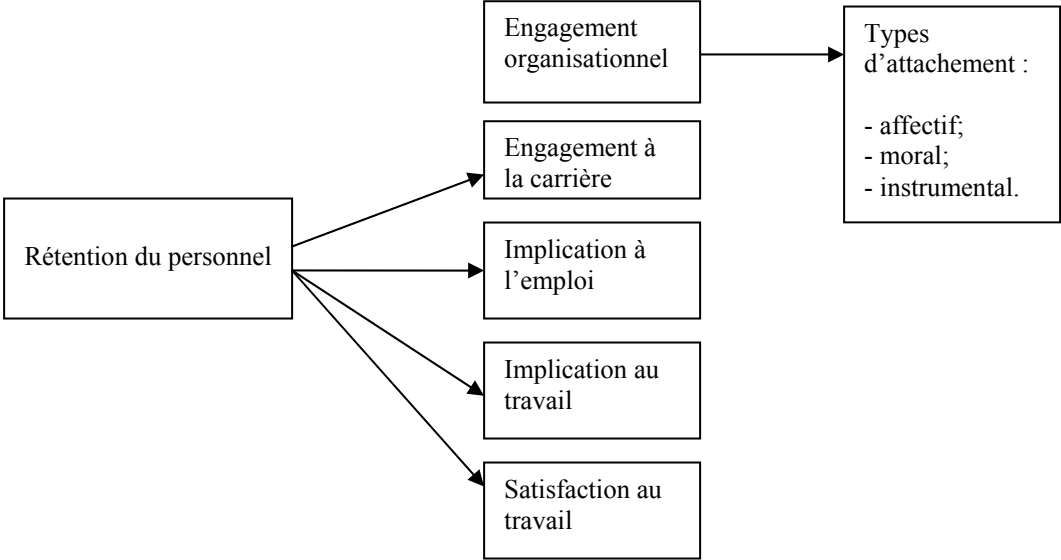 Rétention du personnel
Engagement
organisationnel
Engagement à
la carrière
Implication à
l’emploi
Implication au
travail
Satisfaction au
travail
Types
d’attachement :
- affectif;
- moral;
- instrumental.